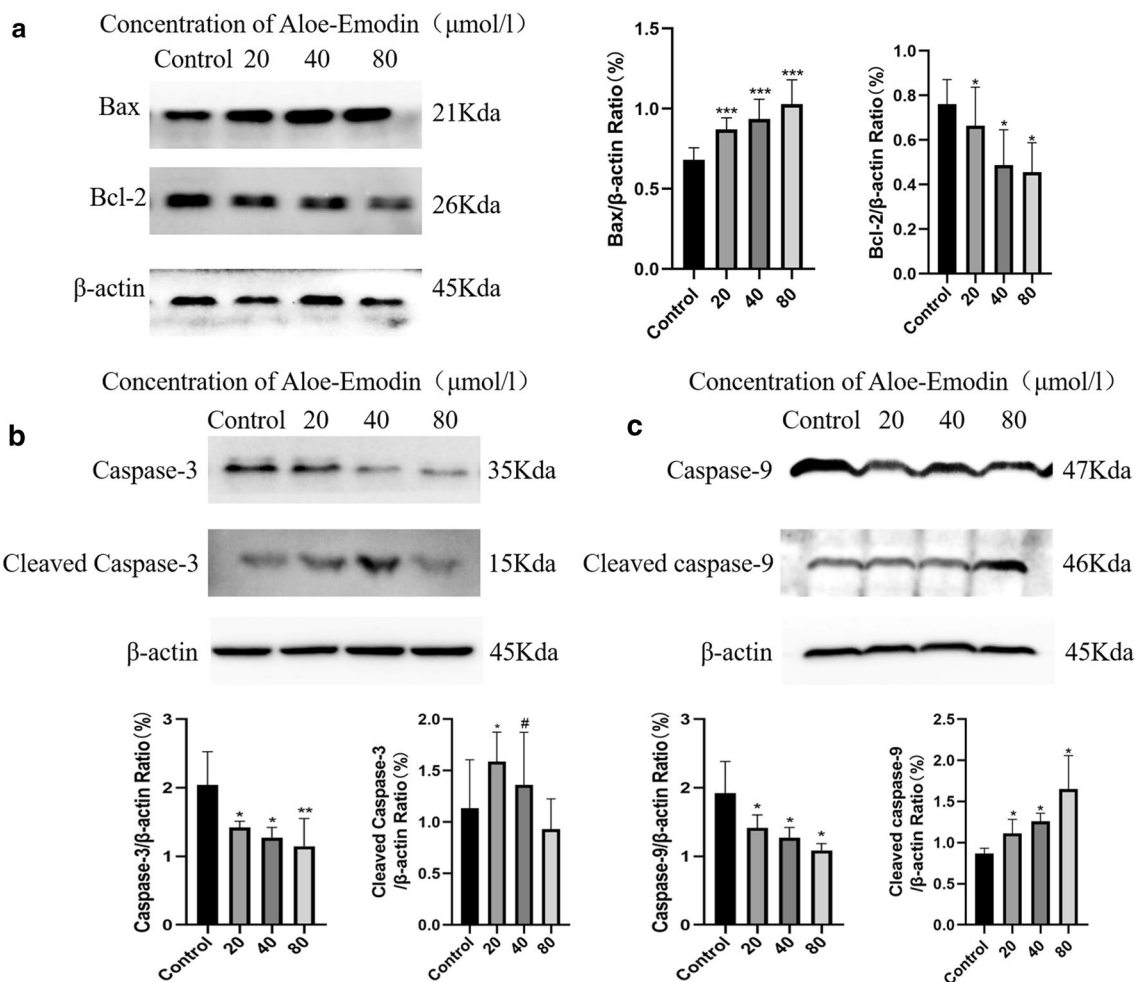 a
Concentration of Aloe-Emodin（μmol/l）
Control 20 40 80
Bax 21Kda
Bcl-2 26Kda
β-actin 45Kda
Bax/β-actin Ratio(%)
1.5
1.0
0.5
0.0
*** *** ***
Control 20 40 80
Bcl-2/β-actin Ratio(%)
1.0
0.8
0.6
0.4
0.2
0.0
* * *
Control 20 40 80
b
Concentration of Aloe-Emodin（μmol/l）
Control 20 40 80
Caspase-3 35Kda
Cleaved Caspase-3 15Kda
β-actin 45Kda
Caspase-3/β-actin Ratio(%)
3
2
1
0
* * **
Control 20 40 80
Cleaved Caspase-3
/β-actin Ratio(%)
2.0
1.5
1.0
0.5
0.0
* #
Control 20 40 80
c
Concentration of Aloe-Emodin（μmol/l）
Control 20 40 80
Caspase-9 47Kda
Cleaved caspase-9 46Kda
β-actin 45Kda
Caspase-9/β-actin Ratio(%)
3
2
1
0
* * *
Control 20 40 80
Cleaved caspase-9
/β-actin Ratio(%)
2.5
2.0
1.5
1.0
0.5
0.0
* * *
Control 20 40 80